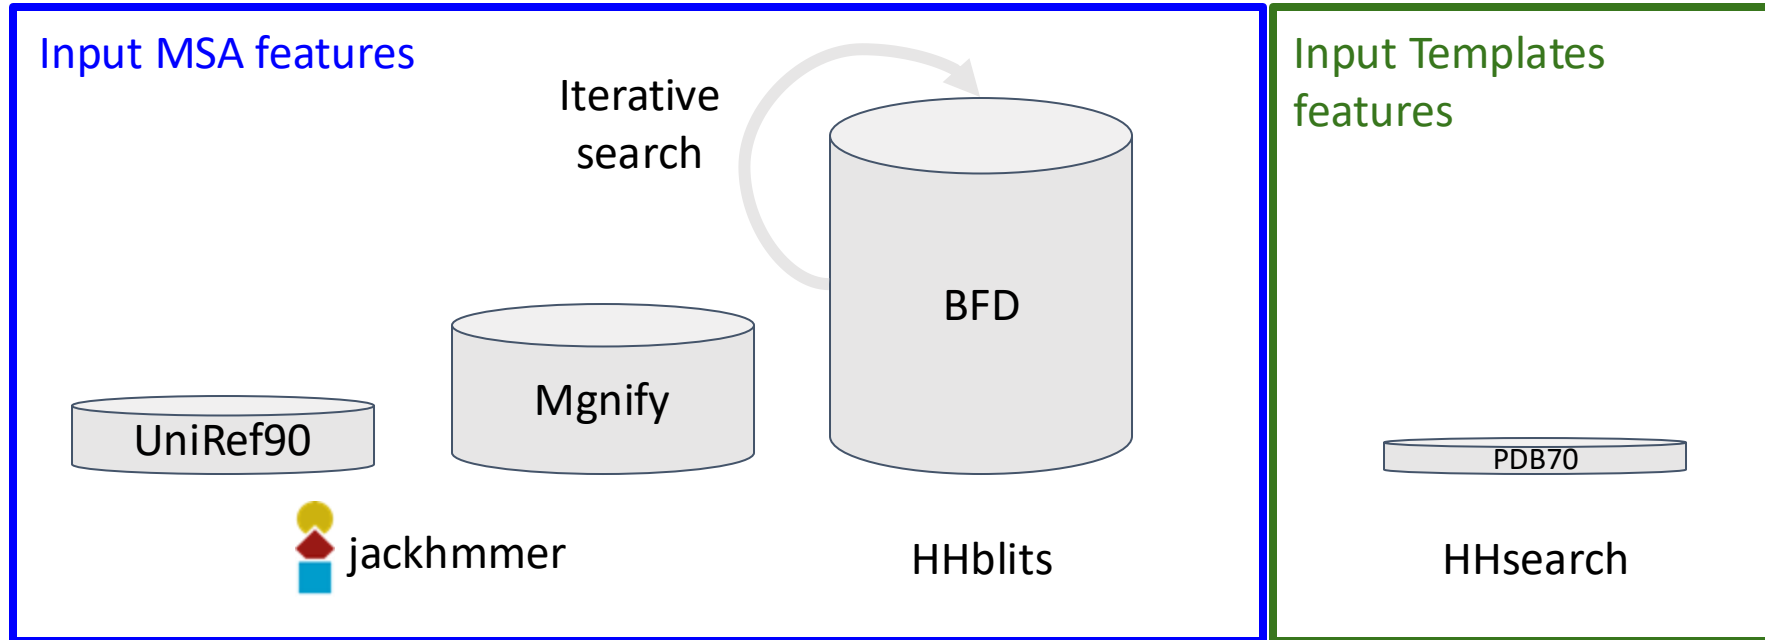 Input MSA features
Iterative
search
UniRef90
Mgnify
BFD
jackhmmer
HHblits
Input Templates
features
PDB70
HHsearch